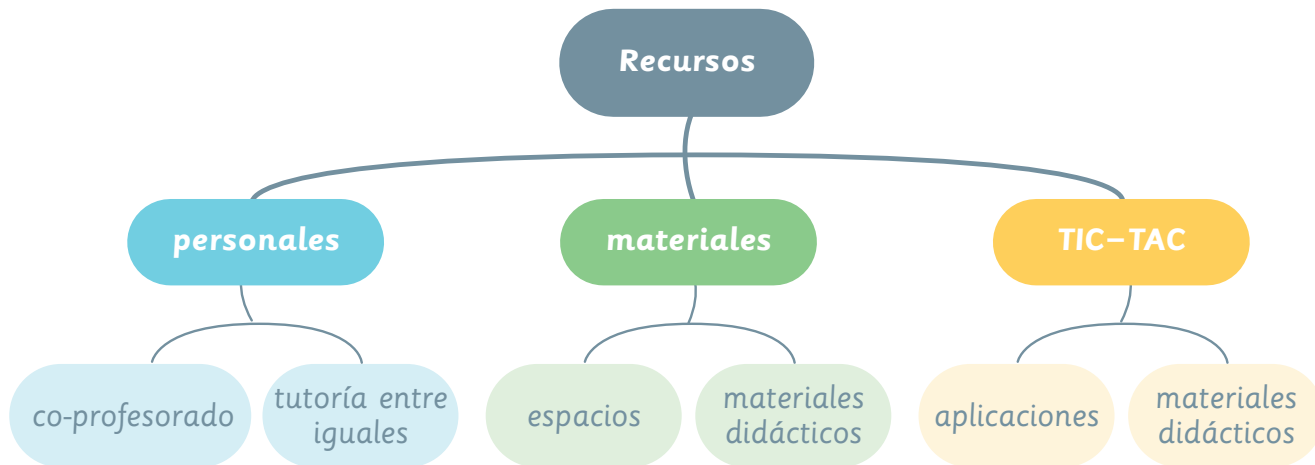 Recursos
personales
materiales
TIC–TAC
co-profesorado
tutoría entre
iguales
espacios
materiales
didácticos
aplicaciones
materiales
didácticos